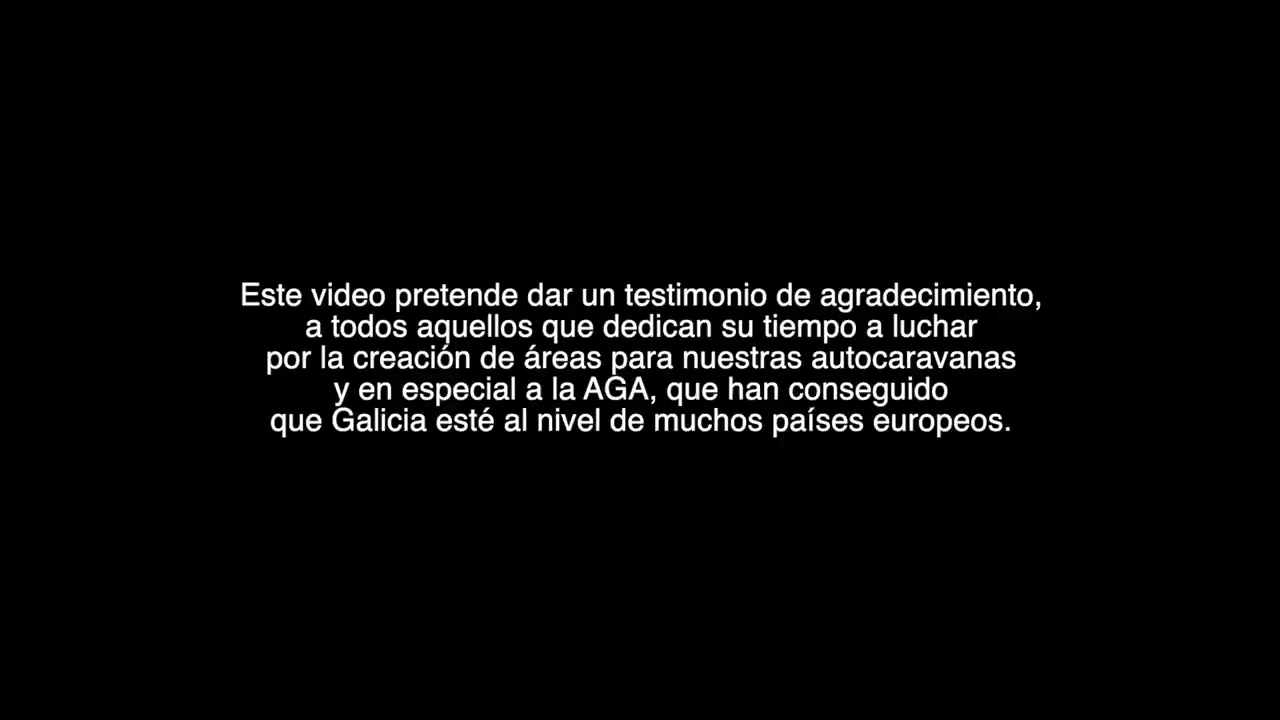 Este video pretende dar un testimonio de agradecimiento,
a todos aquellos que dedican su tiempo a luchar
por la creación de áreas para nuestras autocaravanas
y en especial a la AGA, que han conseguido
que Galicia esté al nivel de muchos países europeos.